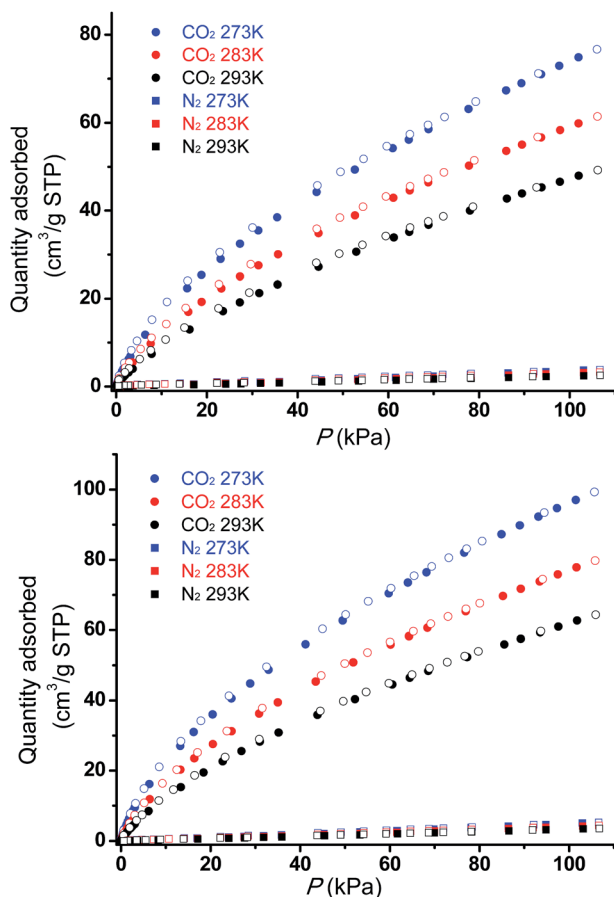 80
60
40
20
0
CO₂ 273K
CO₂ 283K
CO₂ 293K
N₂ 273K
N₂ 283K
N₂ 293K
Quantity adsorbed
(cm³/g STP)
0 20 40 60 80 100
P (kPa)
100
80
60
40
20
0
CO₂ 273K
CO₂ 283K
CO₂ 293K
N₂ 273K
N₂ 283K
N₂ 293K
Quantity adsorbed
(cm³/g STP)
0 20 40 60 80 100
P (kPa)